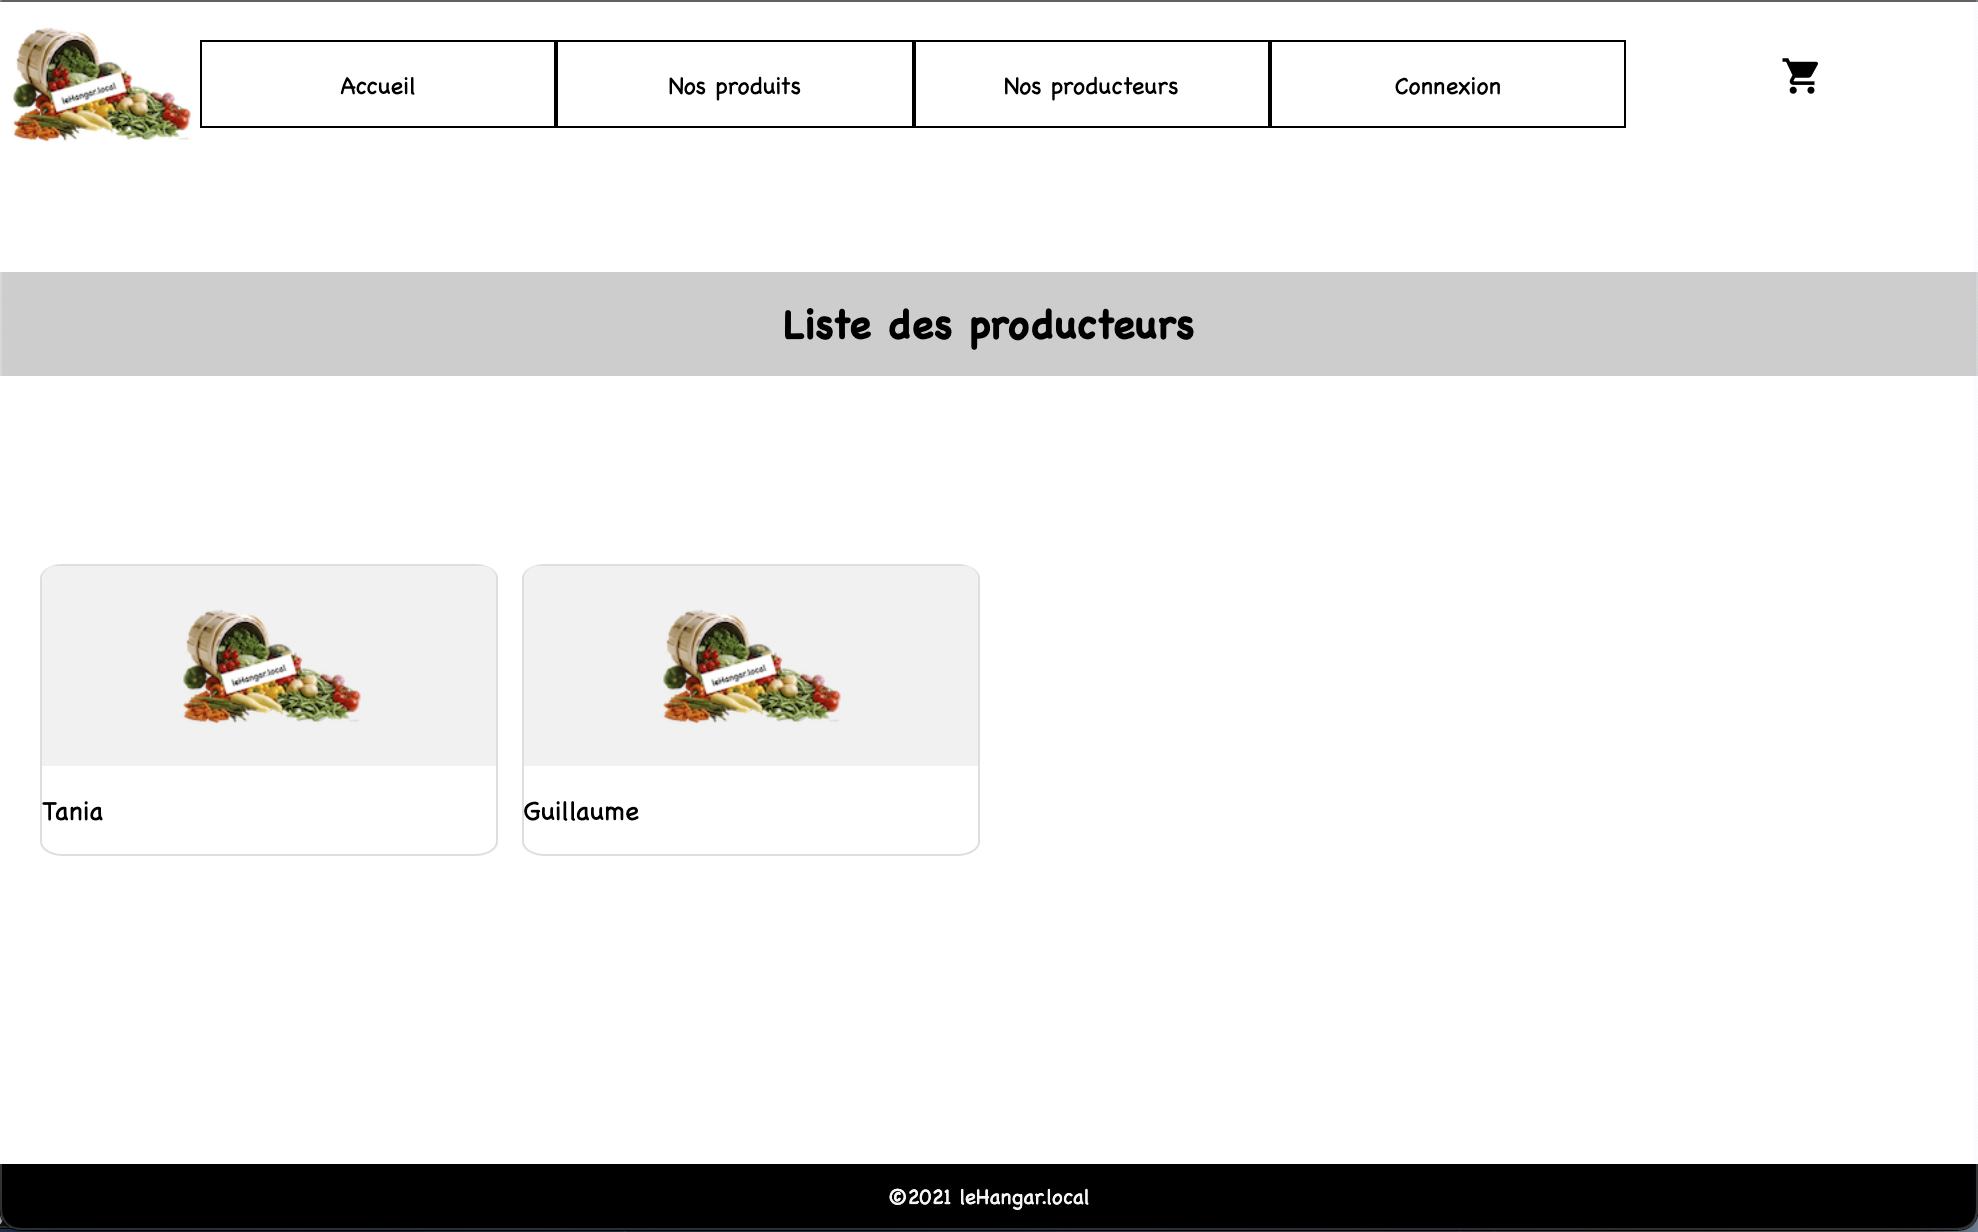 leHangar.local
Accueil
Nos produits
Nos producteurs
Connexion
Liste des producteurs
leHangar.local
leHangar.local
Tania
Guillaume
©2021 leHangar.local